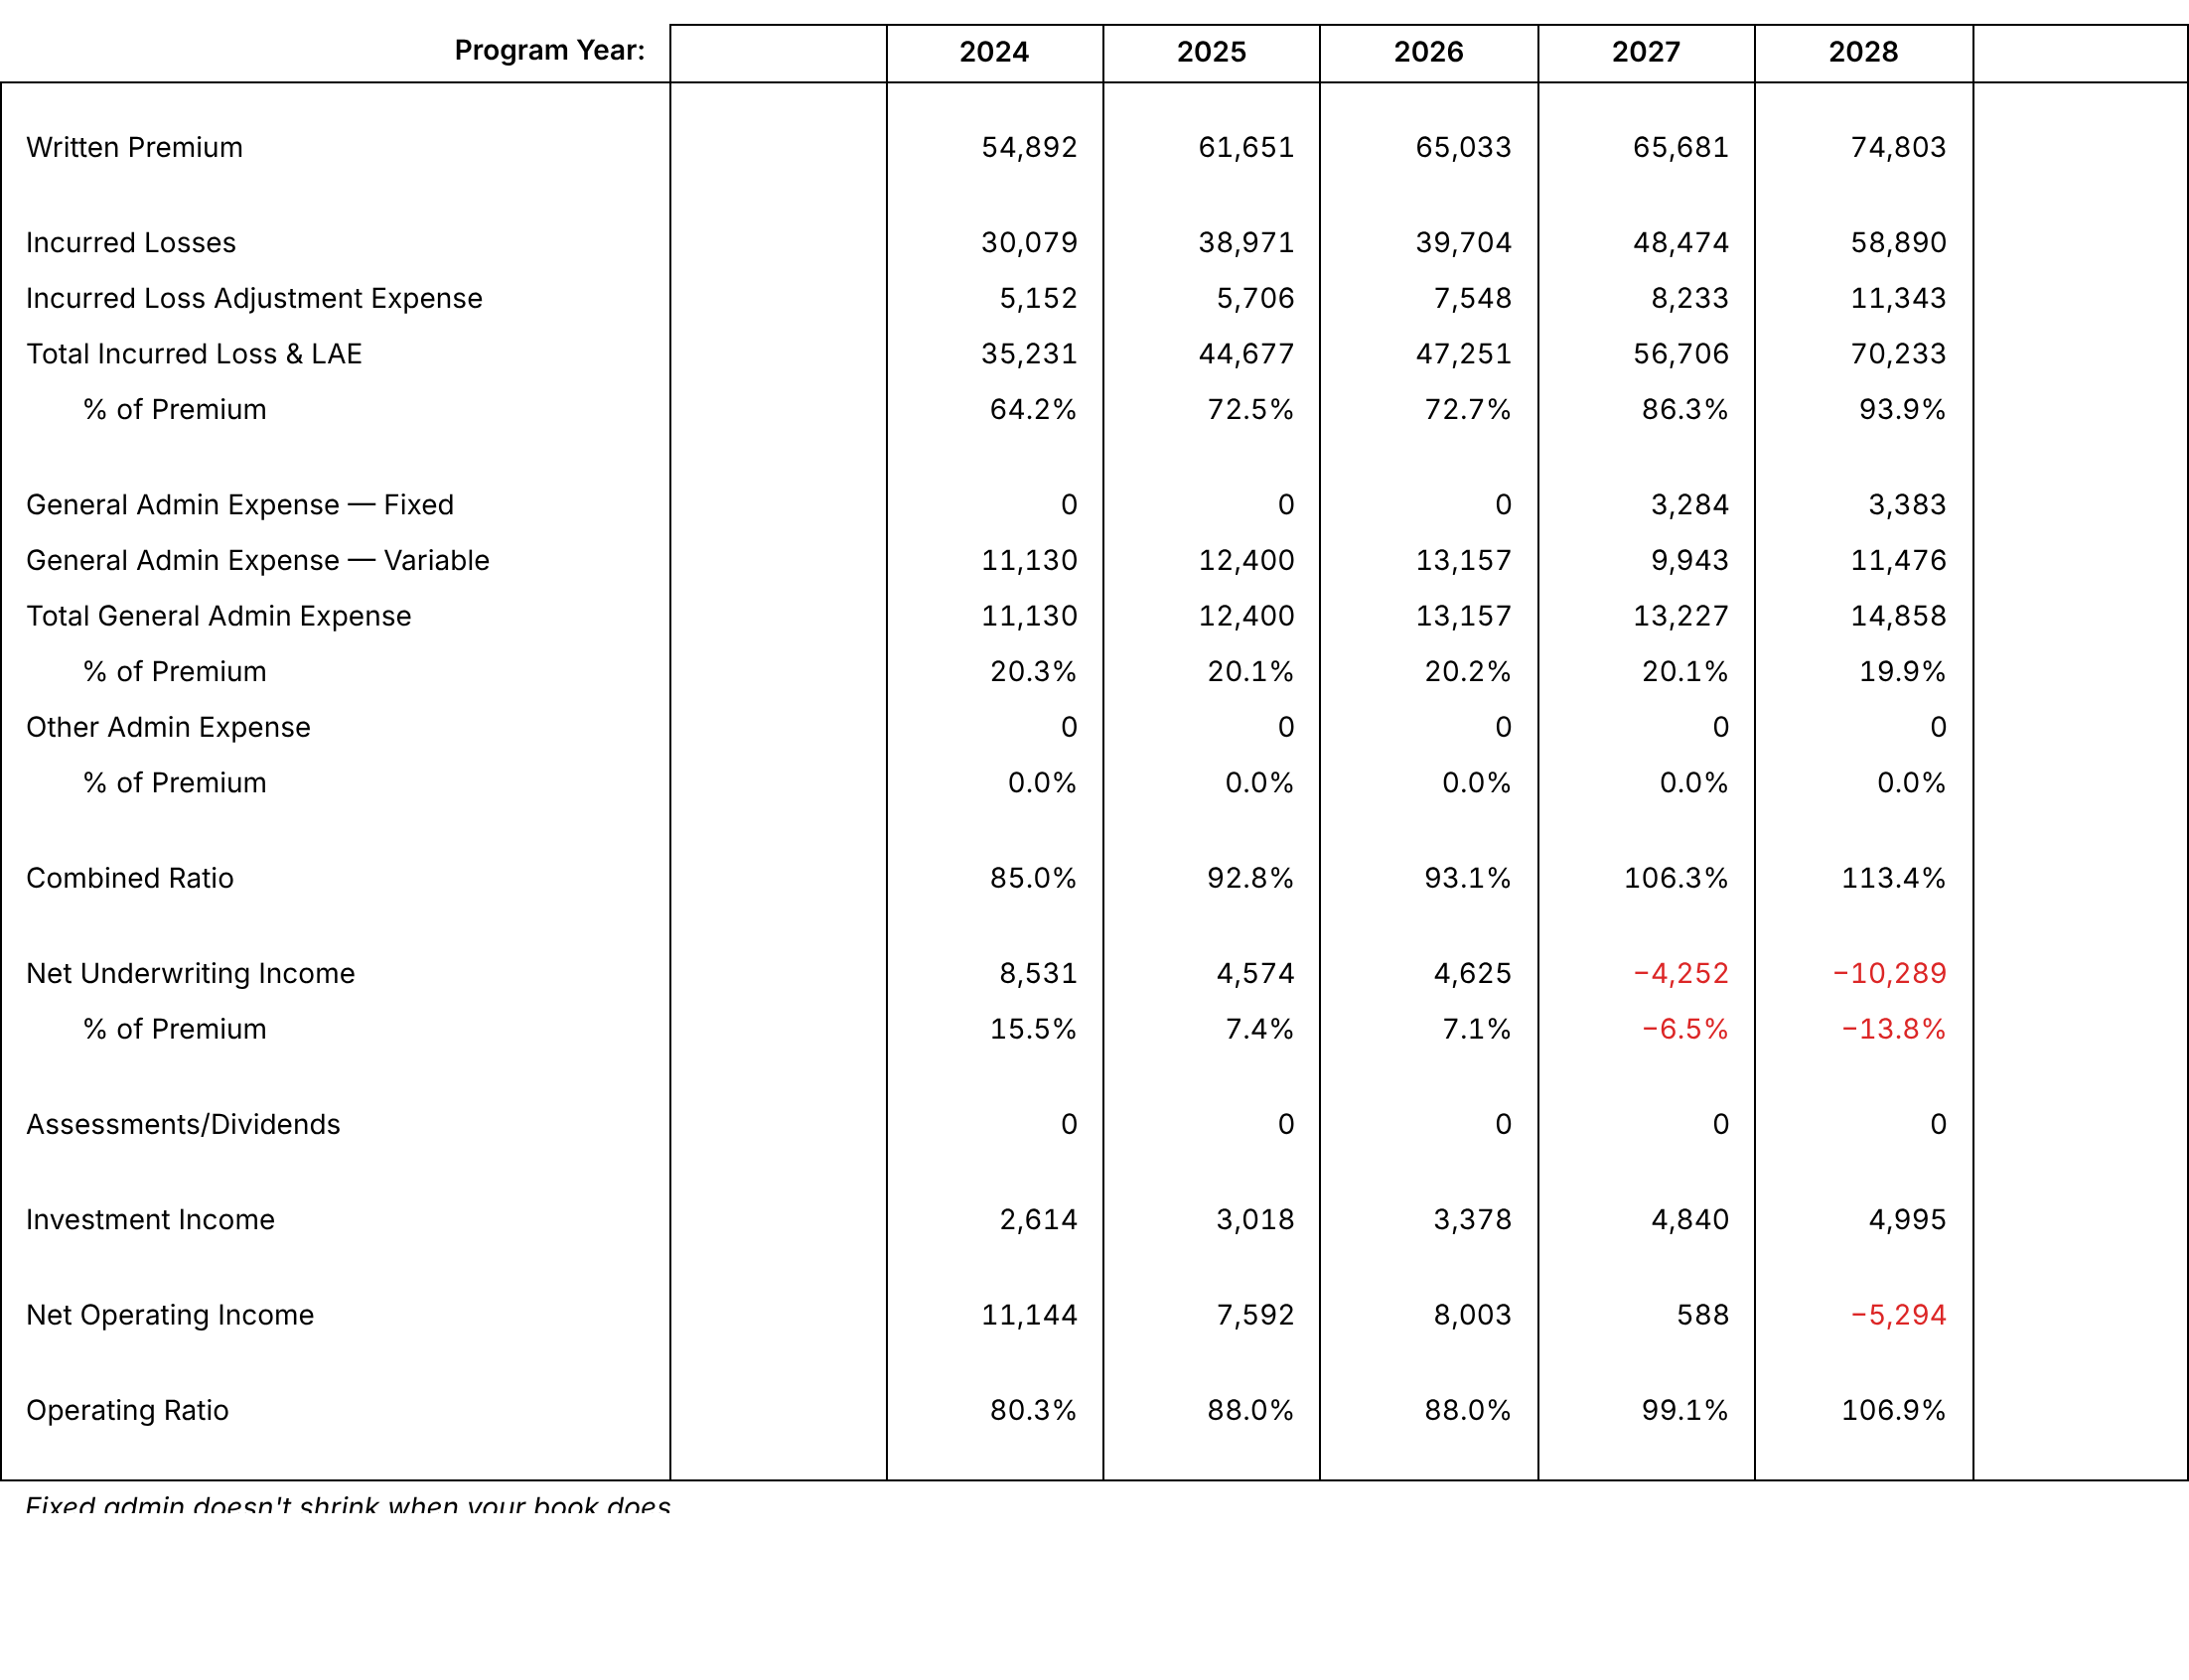 Program Year: 2024 2025 2026 2027 2028
Written Premium 54,892 61,651 65,033 65,681 74,803
Incurred Losses 30,079 38,971 39,704 48,474 58,890
Incurred Loss Adjustment Expense 5,152 5,706 7,548 8,233 11,343
Total Incurred Loss & LAE 35,231 44,677 47,251 56,706 70,233
% of Premium 64.2% 72.5% 72.7% 86.3% 93.9%
General Admin Expense — Fixed 0 0 0 3,284 3,383
General Admin Expense — Variable 11,130 12,400 13,157 9,943 11,476
Total General Admin Expense 11,130 12,400 13,157 13,227 14,858
% of Premium 20.3% 20.1% 20.2% 20.1% 19.9%
Other Admin Expense 0 0 0 0 0
% of Premium 0.0% 0.0% 0.0% 0.0% 0.0%
Combined Ratio 85.0% 92.8% 93.1% 106.3% 113.4%
Net Underwriting Income 8,531 4,574 4,625 −4,252 −10,289
% of Premium 15.5% 7.4% 7.1% −6.5% −13.8%
Assessments/Dividends 0 0 0 0 0
Investment Income 2,614 3,018 3,378 4,840 4,995
Net Operating Income 11,144 7,592 8,003 588 −5,294
Operating Ratio 80.3% 88.0% 88.0% 99.1% 106.9%
Fixed admin doesn't shrink when your book does